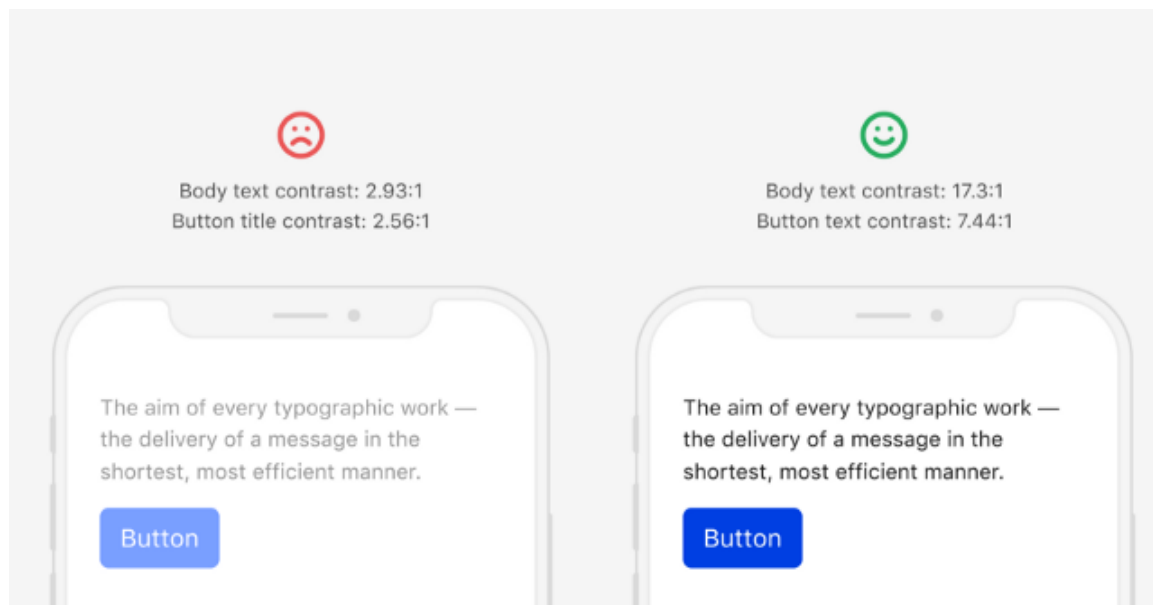 Body text contrast: 2.93:1
Button title contrast: 2.56:1
The aim of every typographic work —
the delivery of a message in the
shortest, most efficient manner.
Button
Body text contrast: 17.3:1
Button text contrast: 7.44:1
The aim of every typographic work —
the delivery of a message in the
shortest, most efficient manner.
Button